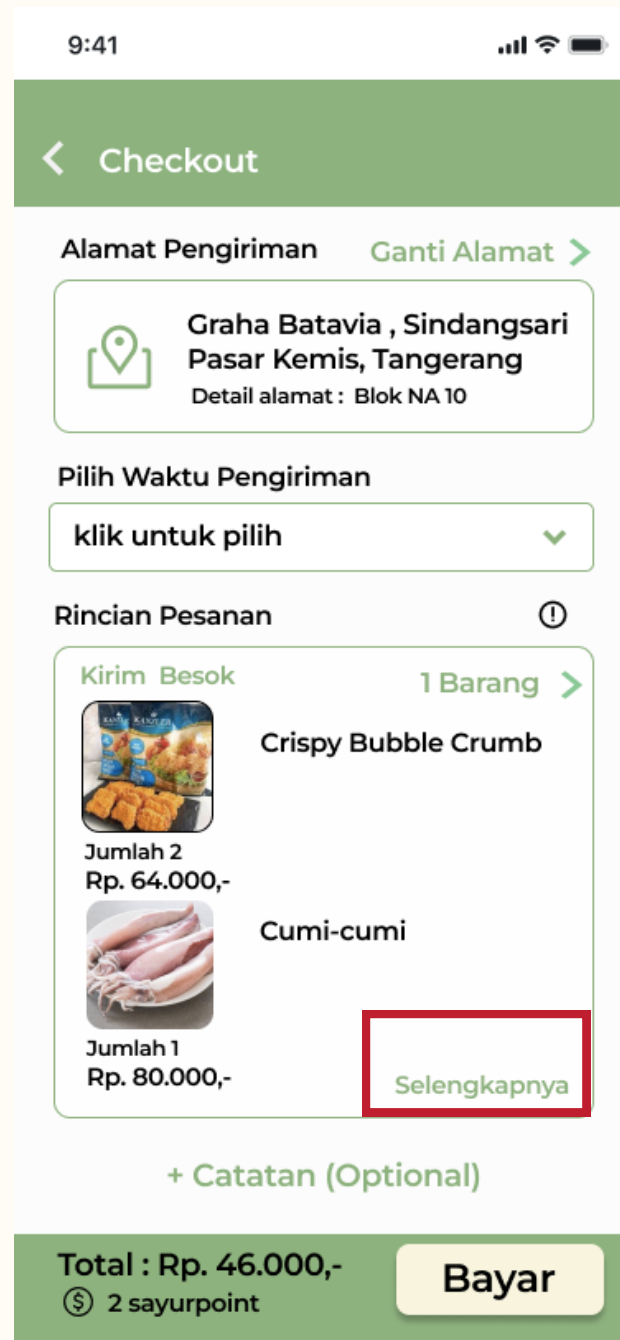 9:41
Checkout
Alamat Pengiriman Ganti Alamat >
Graha Batavia , Sindangsari
Pasar Kemis, Tangerang
Detail alamat : Blok NA 10
Pilih Waktu Pengiriman
klik untuk pilih
Rincian Pesanan
Kirim Besok 1 Barang >
Crispy Bubble Crumb
Jumlah 2
Rp. 64.000,-
Cumi-cumi
Jumlah 1
Rp. 80.000,-
Selengkapnya
+ Catatan (Optional)
Total : Rp. 46.000,-
2 sayurpoint
Bayar